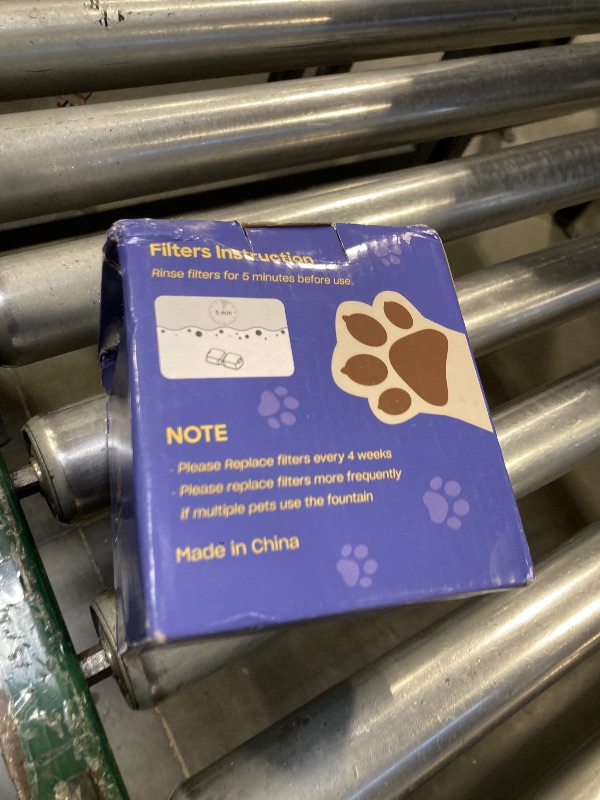 Filters Instruction
Rinse filters for 5 minutes before use.
5 min
NOTE
- Please Replace filters every 4 weeks
- Please replace filters more frequently
if multiple pets use the fountain
Made in China